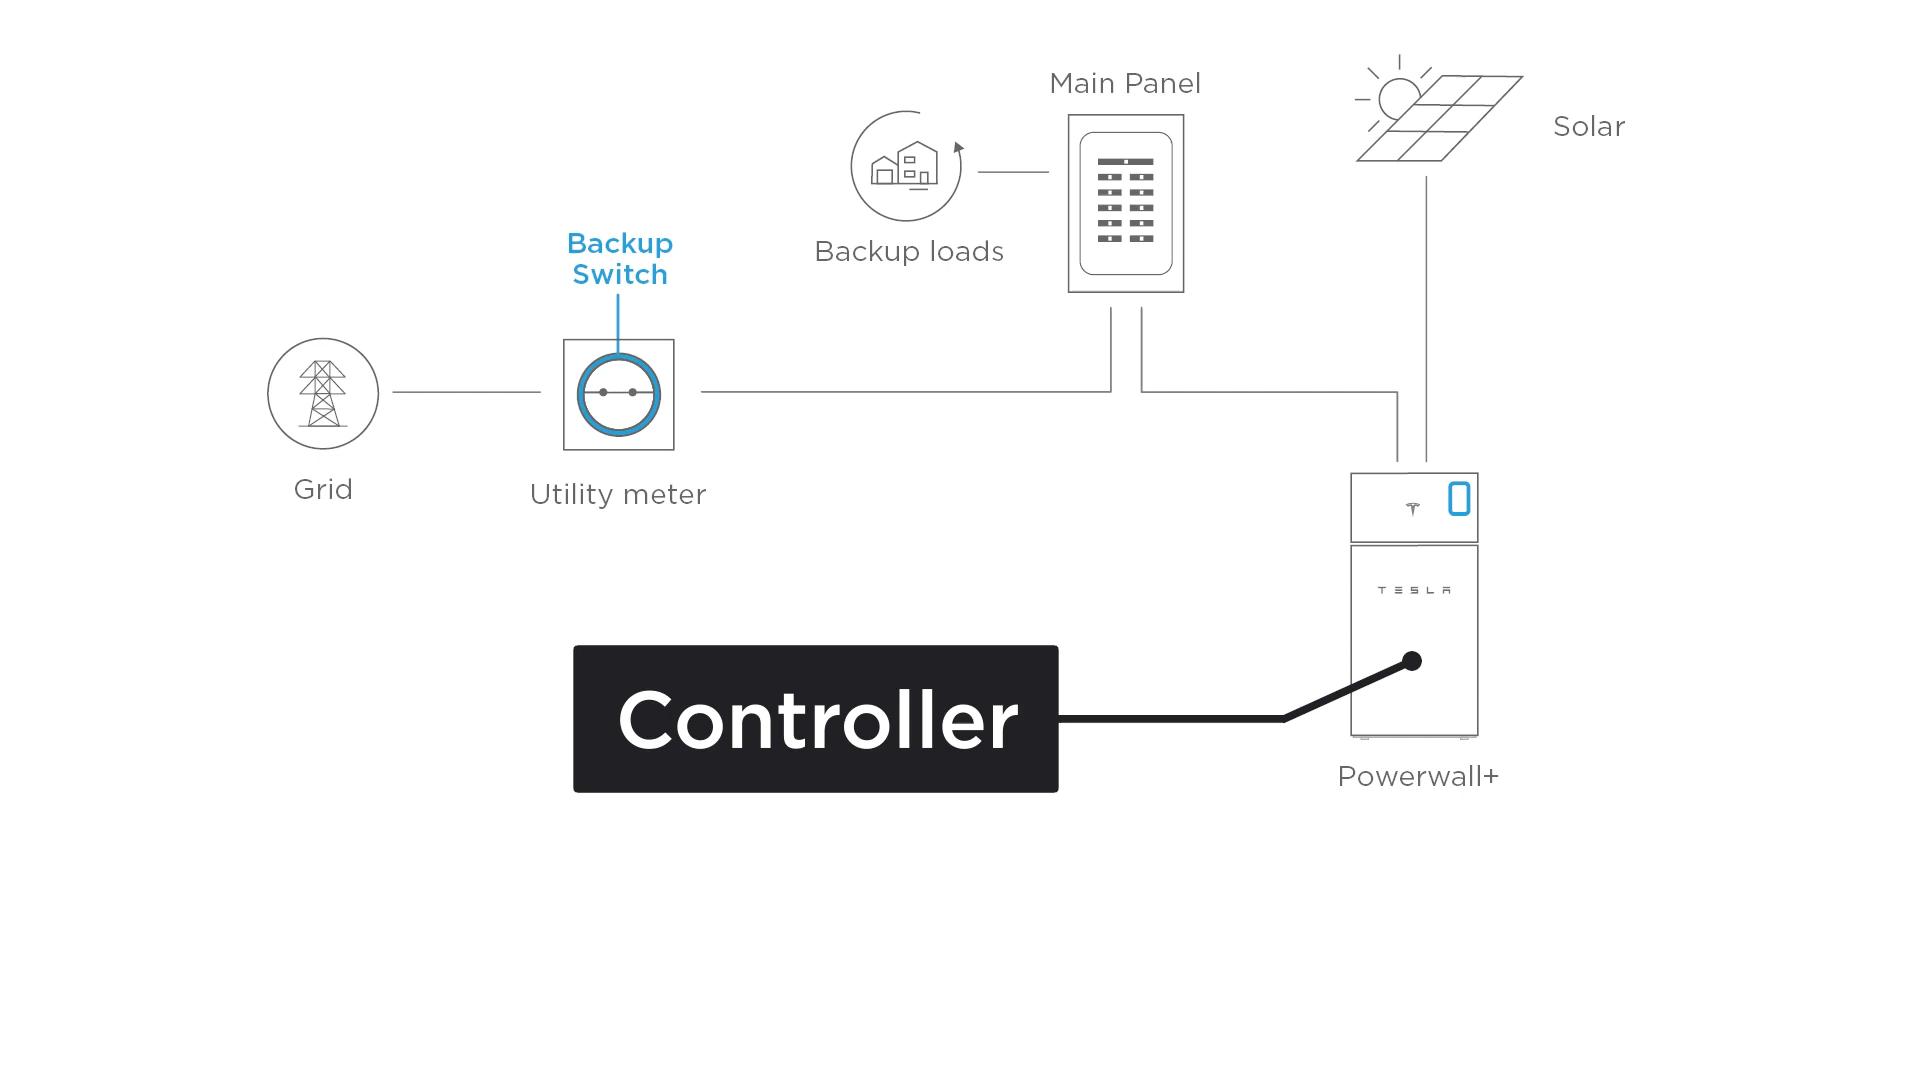 Main Panel
Solar
Backup loads
Backup
Switch
Grid
Utility meter
TESLA
Controller
Powerwall+